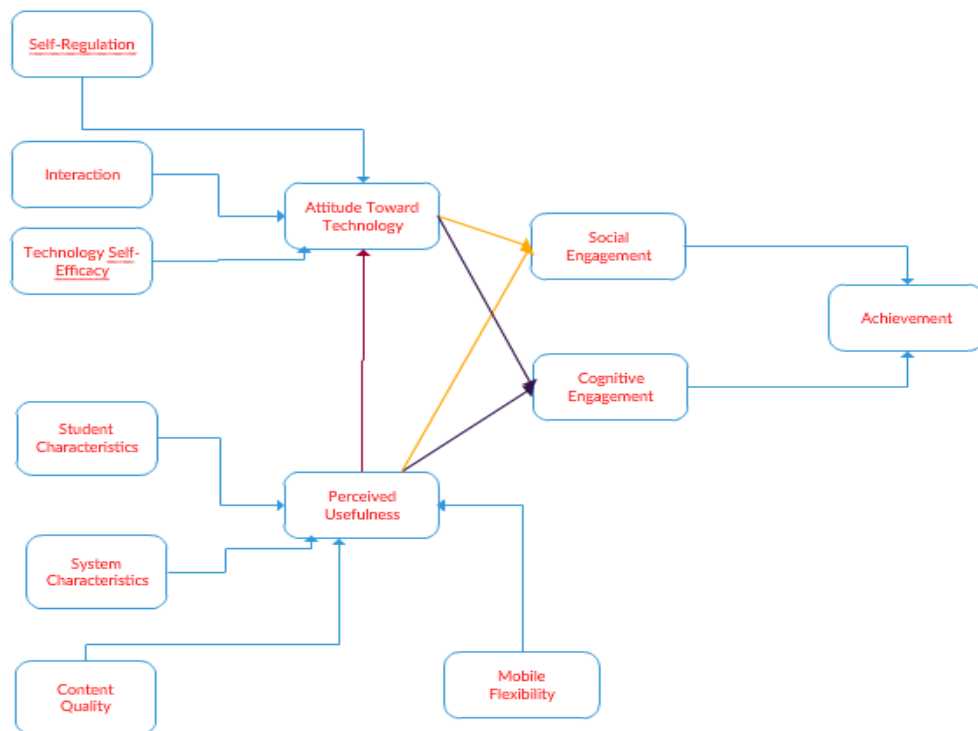 Self-Regulation
Interaction
Attitude Toward
Technology
Technology Self-
Efficacy
Social
Engagement
Achievement
Cognitive
Engagement
Student
Characteristics
Perceived
Usefulness
System
Characteristics
Content
Quality
Mobile
Flexibility